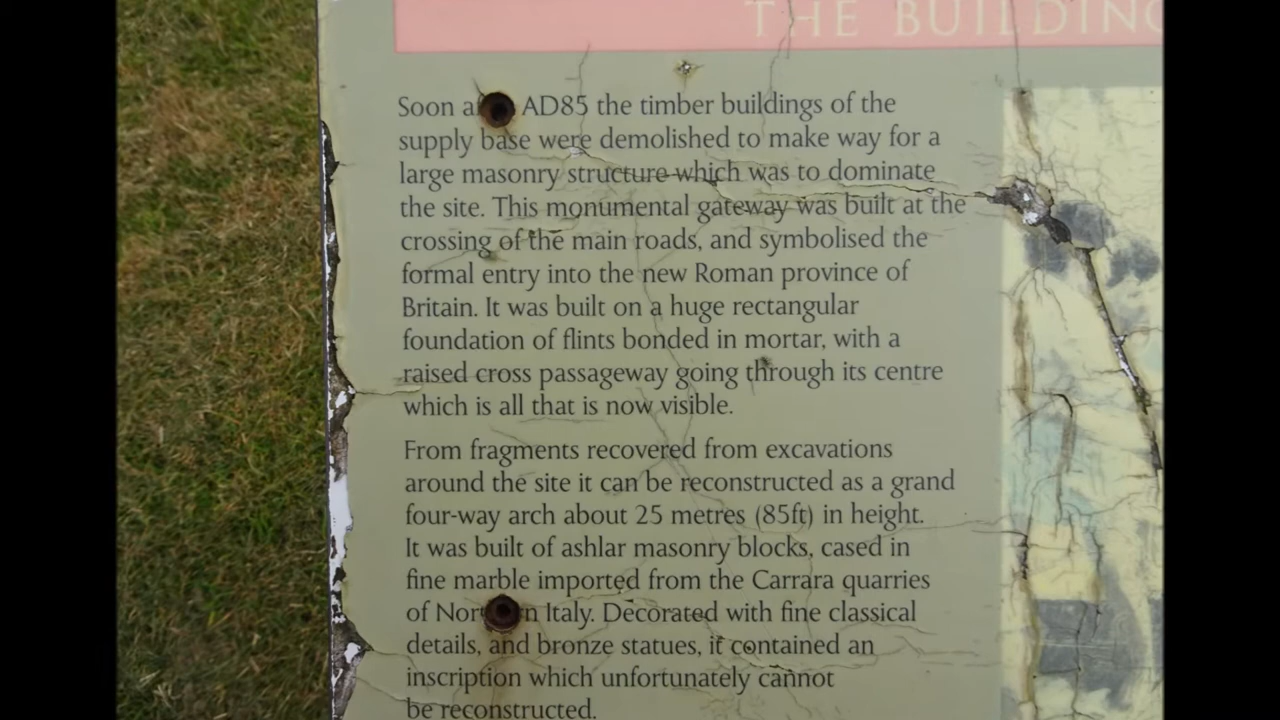 THE BUILDING
Soon a AD85 the timber buildings of the
supply base were demolished to make way for a
large masonry structure which was to dominate
the site. This monumental gateway was built at the
crossing of the main roads, and symbolised the
formal entry into the new Roman province of
Britain. It was built on a huge rectangular
foundation of flints bonded in mortar, with a
raised cross passageway going through its centre
which is all that is now visible.
From fragments recovered from excavations
around the site it can be reconstructed as a grand
four-way arch about 25 metres (85ft) in height.
It was built of ashlar masonry blocks, cased in
fine marble imported from the Carrara quarries
of Nor n Italy. Decorated with fine classical
details, and bronze statues, it contained an
inscription which unfortunately cannot
be reconstructed.